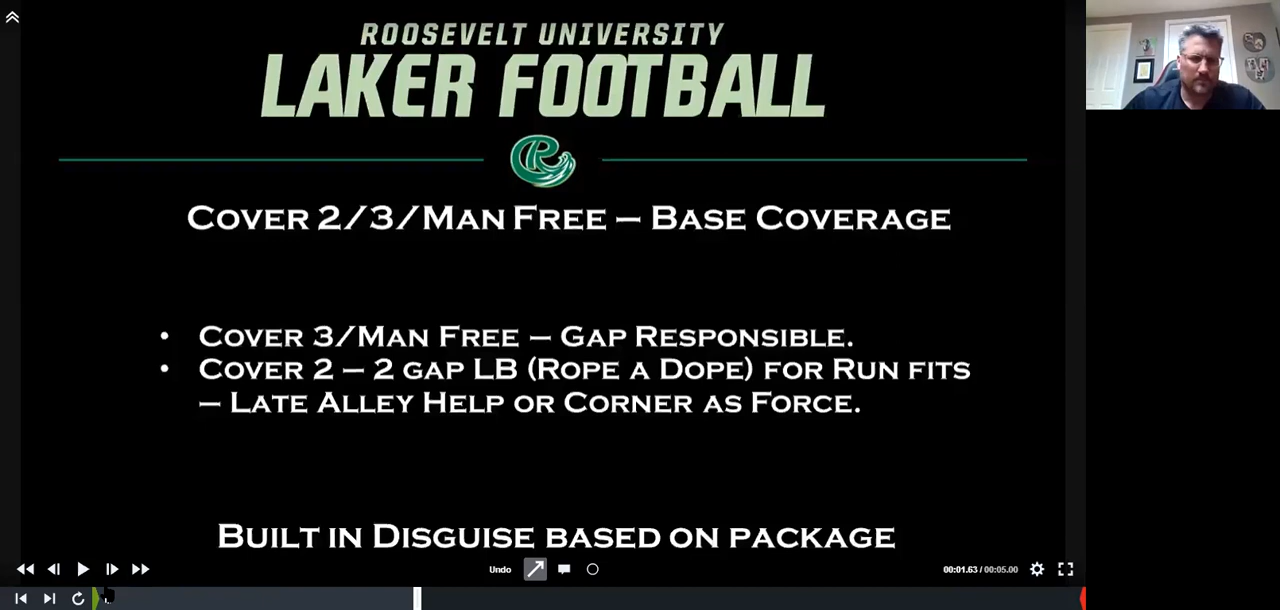 ROOSEVELT UNIVERSITY
LAKER FOOTBALL
R
COVER 2/3/MAN FREE – BASE COVERAGE
• COVER 3/MAN FREE – GAP RESPONSIBLE.
• COVER 2 – 2 GAP LB (ROPE A DOPE) FOR RUN FITS
– LATE ALLEY HELP OR CORNER AS FORCE.
BUILT IN DISGUISE BASED ON PACKAGE
Undo
00:01.63 / 00:05.00